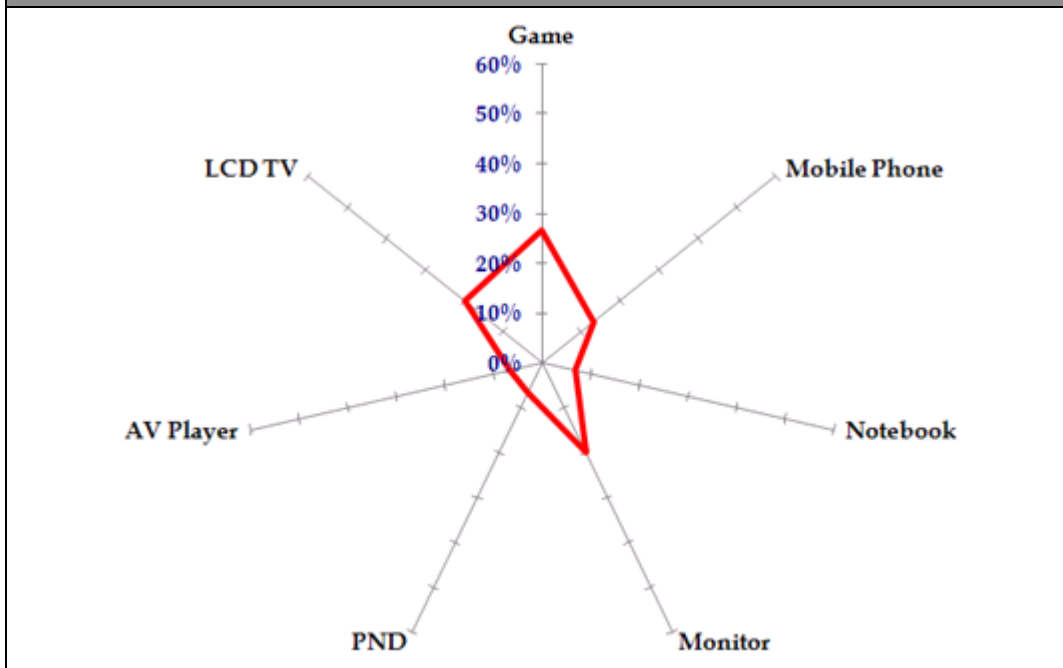 Game
60%
50%
40%
30%
20%
10%
0%
LCD TV
Mobile Phone
AV Player
Notebook
PND
Monitor